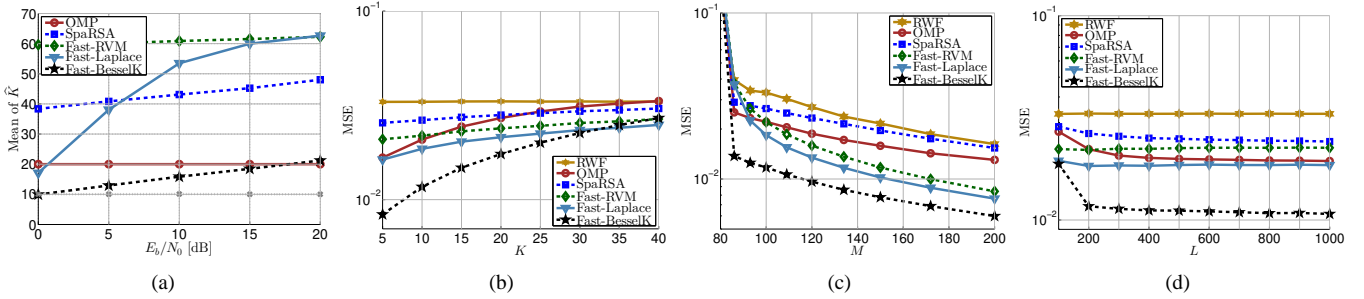 70
60
50
40
30
20
10
0
Mean of K̂
OMP
SpaRSA
Fast-RVM
Fast-Laplace
Fast-BesselK
0 5 10 15 20
E_b/N_0 [dB]
(a)
10^{-1}
10^{-2}
MSE
RWF
OMP
SpaRSA
Fast-RVM
Fast-Laplace
Fast-BesselK
5 10 15 20 25 30 35 40
K
(b)
10^{-1}
10^{-2}
MSE
RWF
OMP
SpaRSA
Fast-RVM
Fast-Laplace
Fast-BesselK
80 100 120 140 160 180 200
M
(c)
10^{-1}
10^{-2}
MSE
RWF
OMP
SpaRSA
Fast-RVM
Fast-Laplace
Fast-BesselK
200 400 600 800 1000
L
(d)